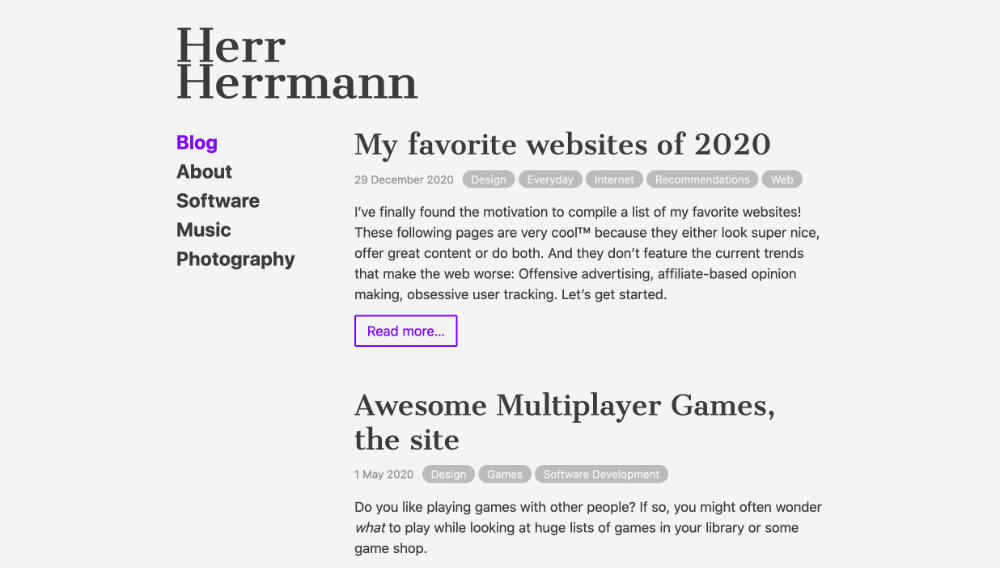 Herr
Herrmann
Blog
About
Software
Music
Photography
My favorite websites of 2020
29 December 2020 Design Everyday Internet Recommendations Web
I’ve finally found the motivation to compile a list of my favorite websites!
These following pages are very cool™ because they either look super nice,
offer great content or do both. And they don’t feature the current trends
that make the web worse: Offensive advertising, affiliate-based opinion
making, obsessive user tracking. Let’s get started.
Read more…
Awesome Multiplayer Games,
the site
1 May 2020 Design Games Software Development
Do you like playing games with other people? If so, you might often wonder
what to play while looking at huge lists of games in your library or some
game shop.